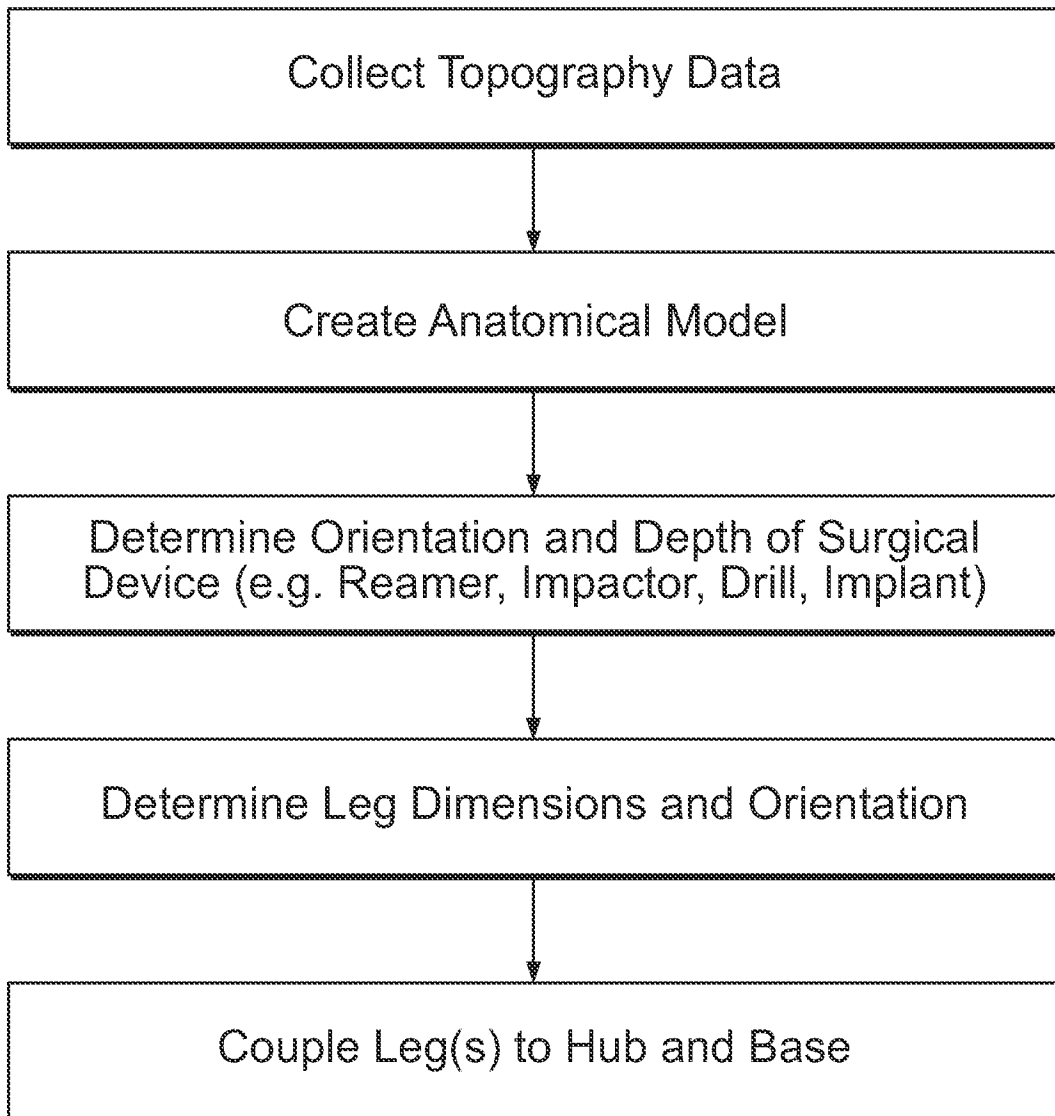 Collect Topography Data
Create Anatomical Model
Determine Orientation and Depth of Surgical
Device (e.g. Reamer, Impactor, Drill, Implant)
Determine Leg Dimensions and Orientation
Couple Leg(s) to Hub and Base